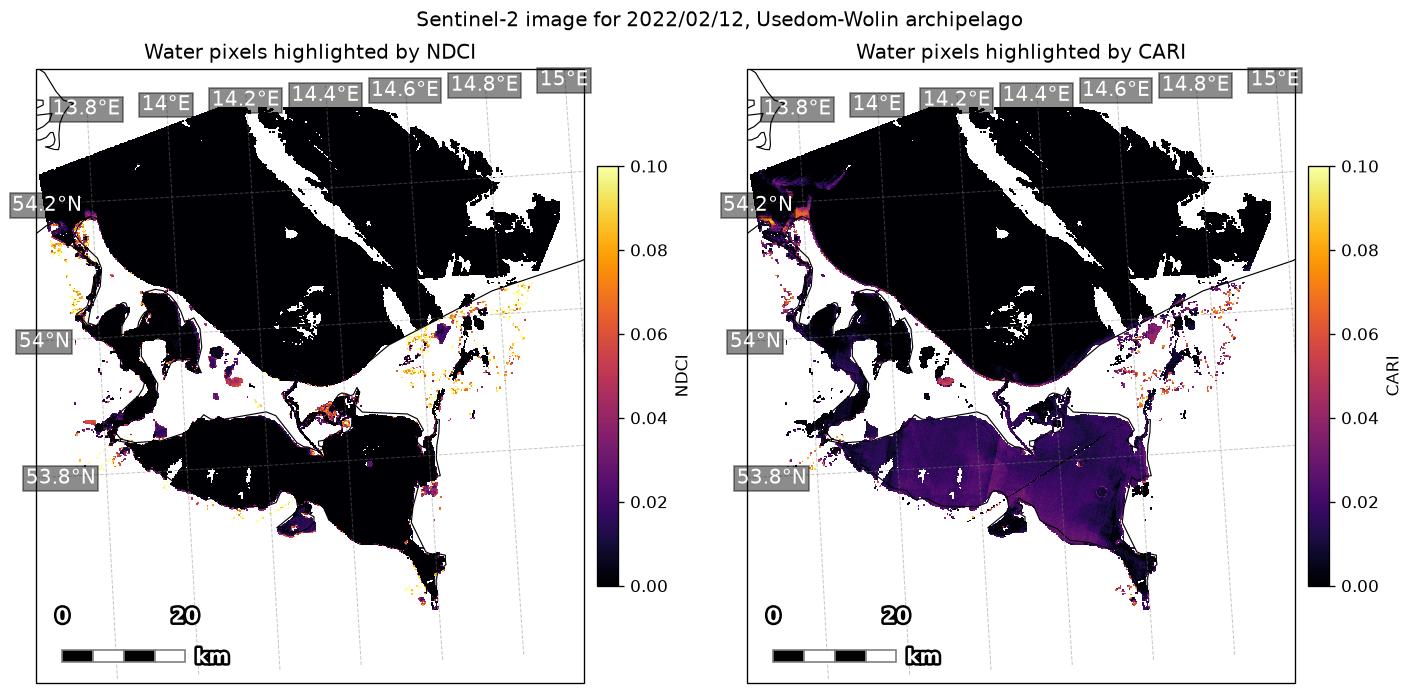 Sentinel-2 image for 2022/02/12, Usedom-Wolin archipelago
Water pixels highlighted by NDCI
13.8°E 14°E 14.2°E 14.4°E 14.6°E 14.8°E 15°E
54.2°N
54°N
53.8°N
0 20
km
0.10
0.08
0.06
0.04
0.02
0.00
NDCI
Water pixels highlighted by CARI
13.8°E 14°E 14.2°E 14.4°E 14.6°E 14.8°E 15°E
54.2°N
54°N
53.8°N
0 20
km
0.10
0.08
0.06
0.04
0.02
0.00
CARI